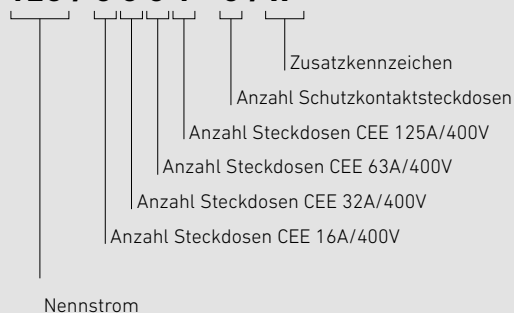 Zusatzkennzeichen
Anzahl Schutzkontaktsteckdosen
Anzahl Steckdosen CEE 125A/400V
Anzahl Steckdosen CEE 63A/400V
Anzahl Steckdosen CEE 32A/400V
Anzahl Steckdosen CEE 16A/400V
Nennstrom